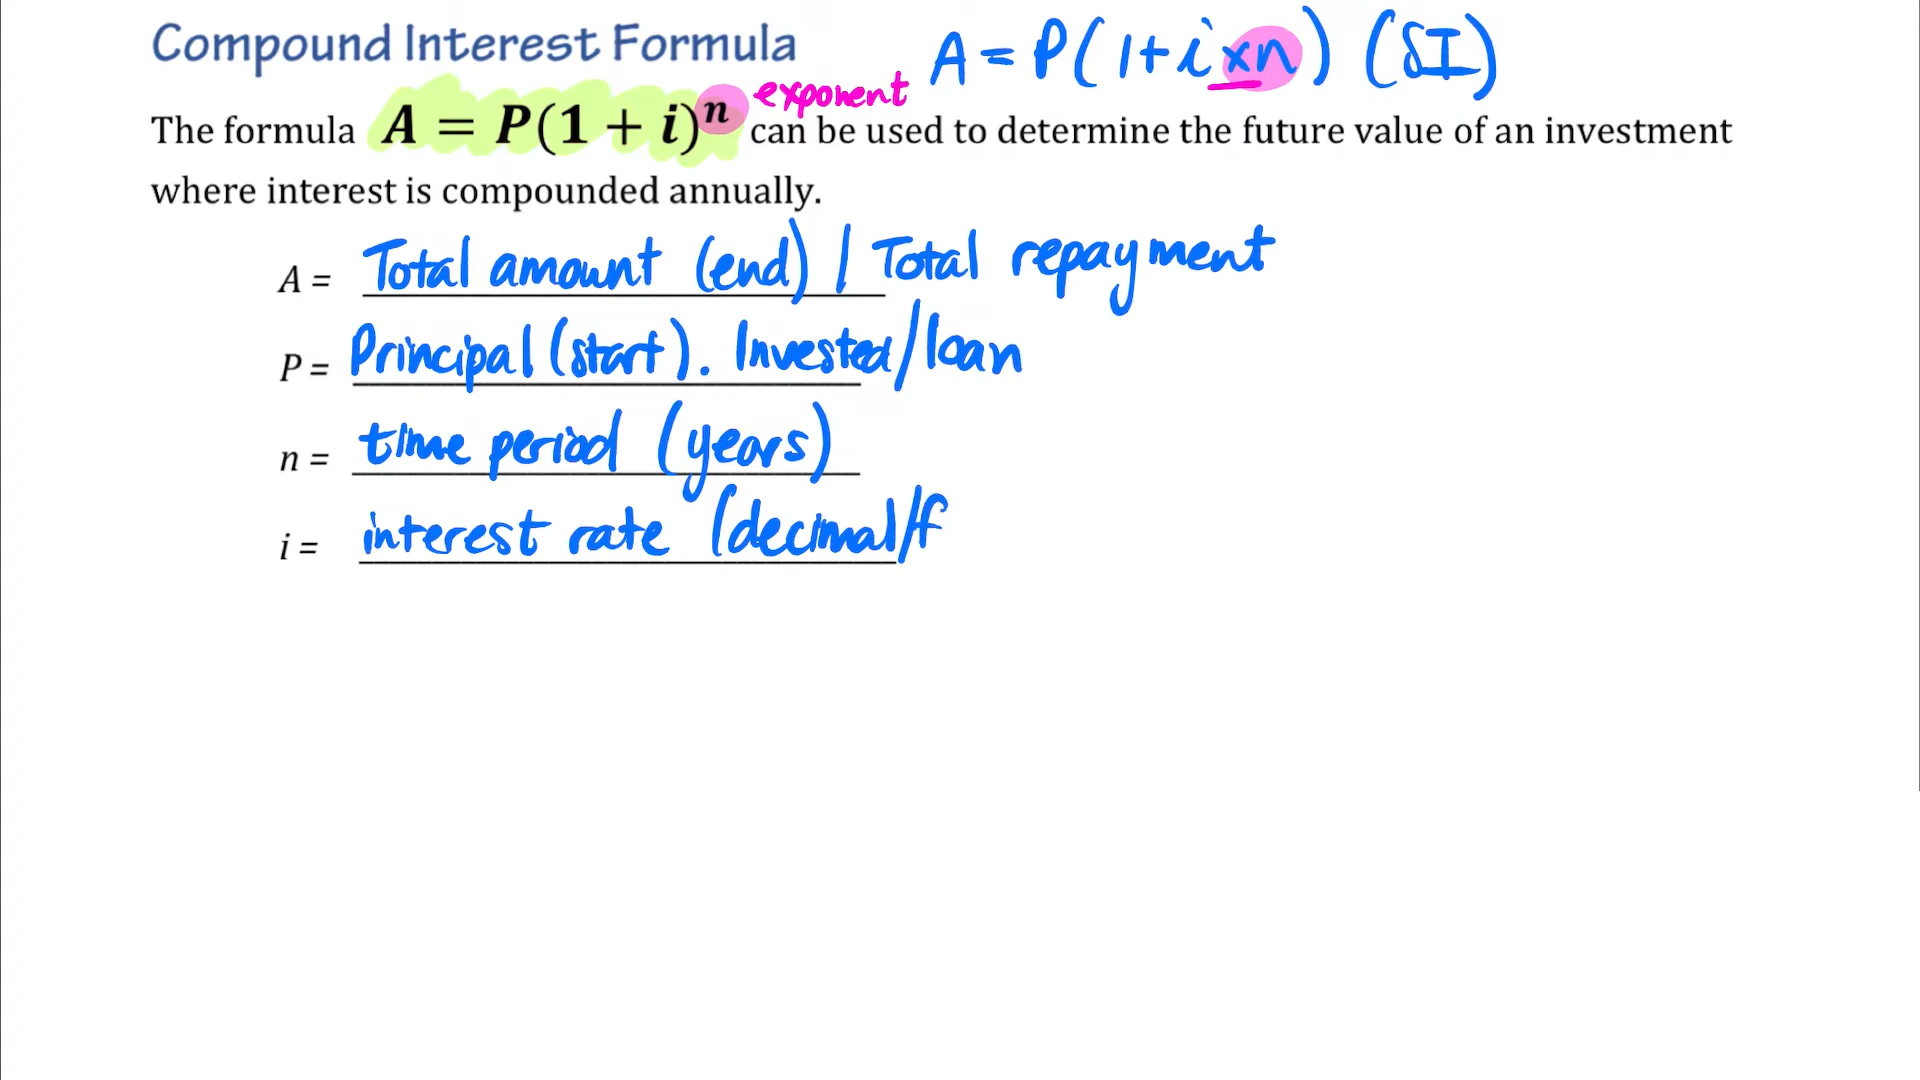 Compound Interest Formula A = P(1 + i × n) (SI)
exponent
The formula A = P(1 + i)ⁿ can be used to determine the future value of an investment
where interest is compounded annually.
A = Total amount (end) / Total repayment
P = Principal (start). Invested/loan
n = time period (years)
i = interest rate (decimal/f